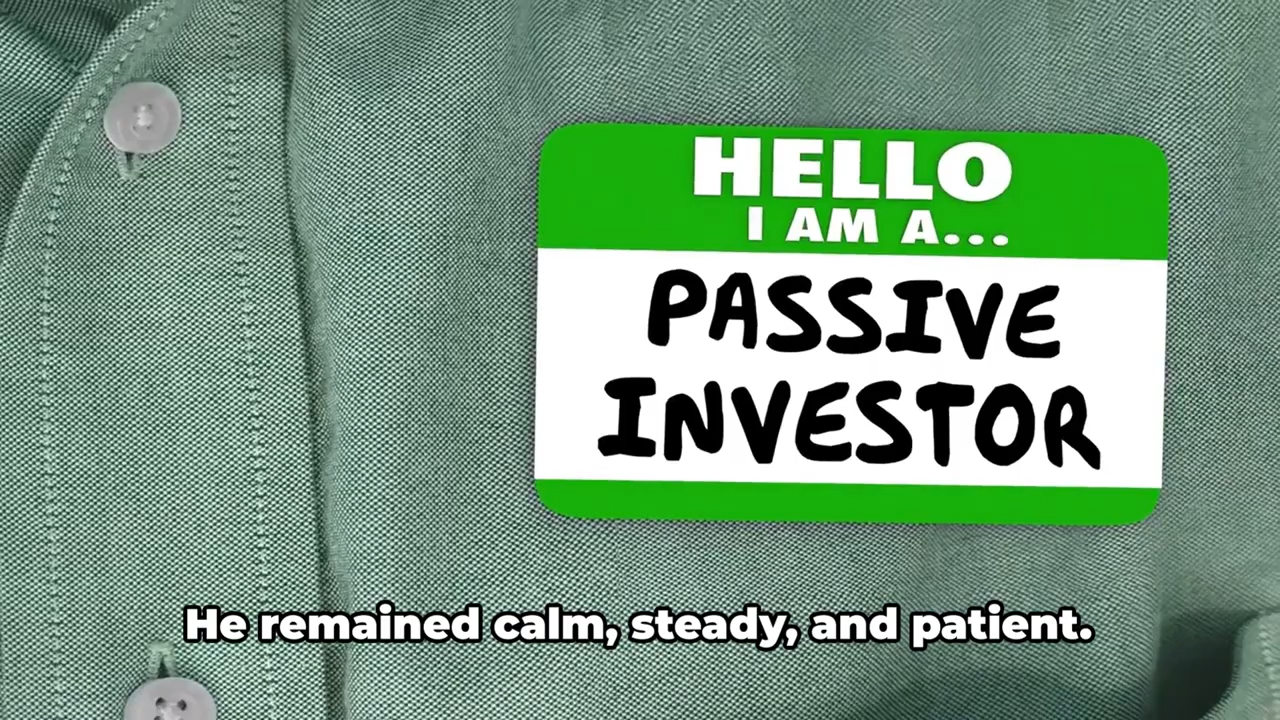 HELLO
I AM A...
PASSIVE
INVESTOR
He remained calm, steady, and patient.